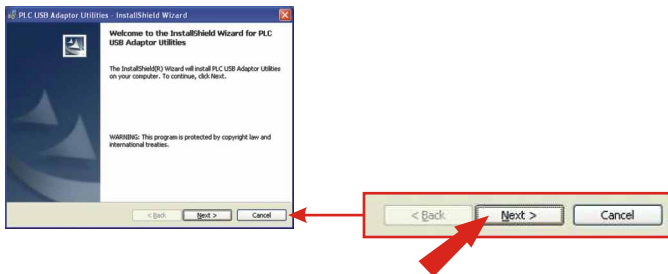 PLC USB Adaptor Utilities - InstallShield Wizard
Welcome to the InstallShield Wizard for PLC
USB Adaptor Utilities
The InstallShield(R) Wizard will install PLC USB Adaptor Utilities
on your computer. To continue, click Next.
WARNING: This program is protected by copyright law and
international treaties.
< Back Next > Cancel
< Back Next > Cancel